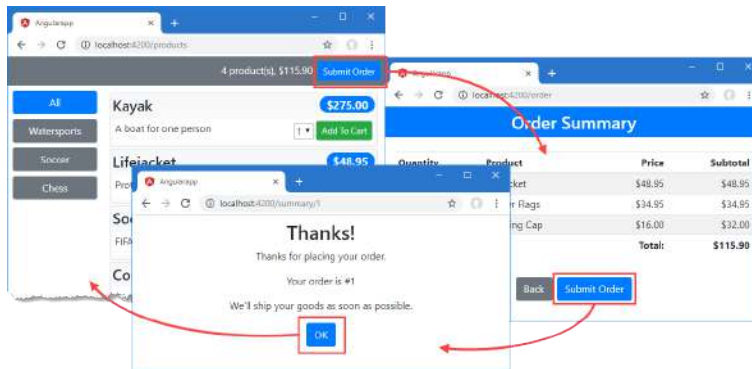 Angularapp
localhost:4200/products
4 product(s), $115.90 Submit Order
All
Watersports
Soccer
Chess
Kayak $275.00
A boat for one person 1 Add To Cart
Lifejacket $48.95
Angularapp
localhost:4200/order
Order Summary
Quantity Product Price Subtotal
$48.95 $48.95
$34.95 $34.95
$16.00 $32.00
Total: $115.90
Back Submit Order
Angularapp
localhost:4200/summary/1
Thanks!
Thanks for placing your order.
Your order is #1
We'll ship your goods as soon as possible.
OK